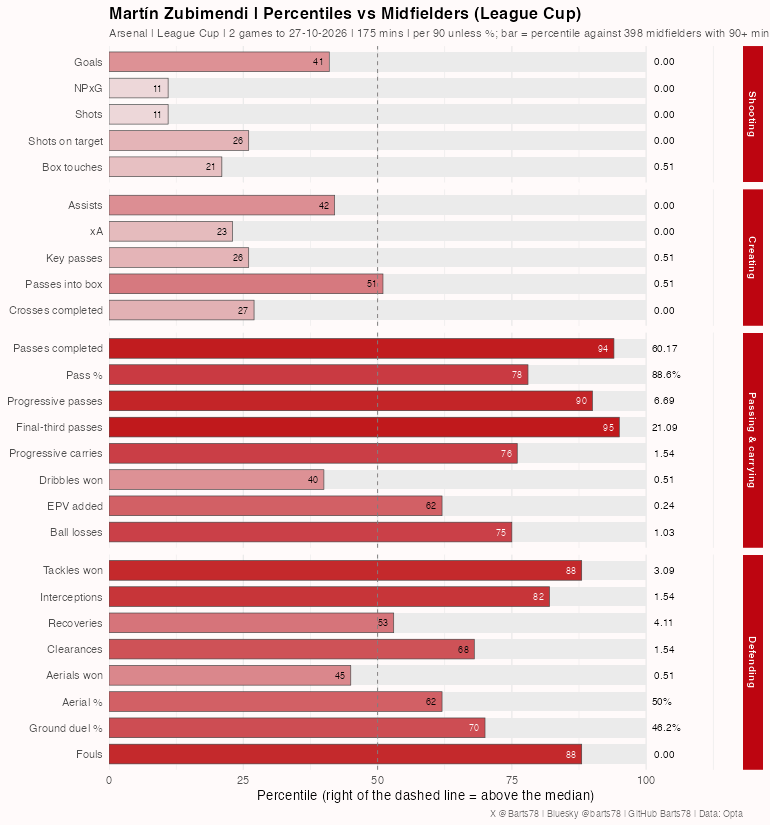 Martín Zubimendi | Percentiles vs Midfielders (League Cup)
Arsenal | League Cup | 2 games to 27-10-2026 | 175 mins | per 90 unless %; bar = percentile against 398 midfielders with 90+ min
Goals 41 0.00
NPxG 11 0.00
Shots 11 0.00
Shots on target 26 0.00
Box touches 21 0.51
Shooting
Assists 42 0.00
xA 23 0.00
Key passes 26 0.51
Passes into box 51 0.51
Crosses completed 27 0.00
Creating
Passes completed 94 60.17
Pass % 78 88.6%
Progressive passes 90 6.69
Final-third passes 95 21.09
Progressive carries 76 1.54
Dribbles won 40 0.51
EPV added 62 0.24
Ball losses 75 1.03
Passing & carrying
Tackles won 88 3.09
Interceptions 82 1.54
Recoveries 53 4.11
Clearances 68 1.54
Aerials won 45 0.51
Aerial % 62 50%
Ground duel % 70 46.2%
Fouls 88 0.00
Defending
0 25 50 75 100
Percentile (right of the dashed line = above the median)
X @Barts78 | Bluesky @barts78 | GitHub Barts78 | Data: Opta